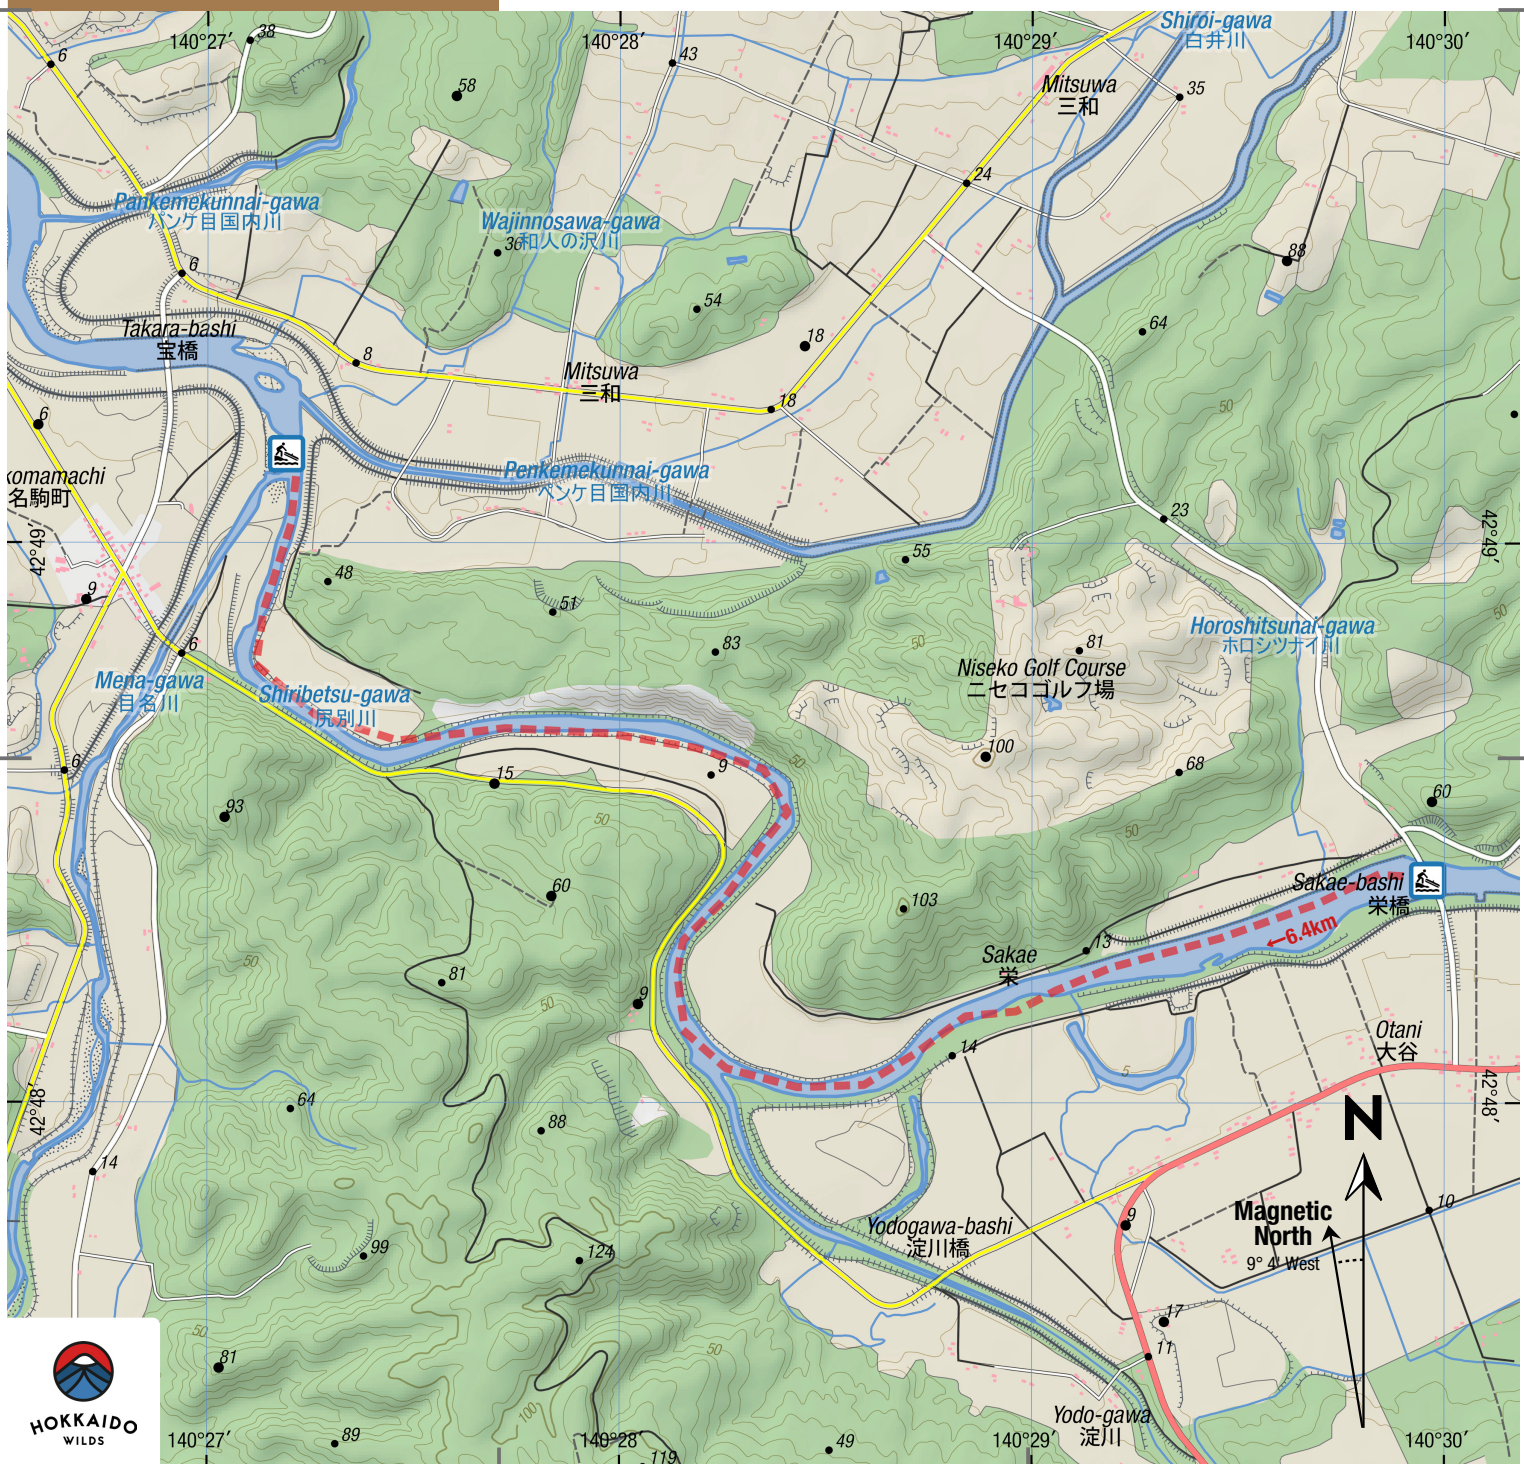 Shiroi-gawa
白井川
140°27′
140°28′
140°29′
140°30′
6
38
58
43
35
Mitsuwa
三和
24
Pankemekunnai-gawa
パンケ目国内川
Wajinnosawa-gawa
和人の沢川
36
88
6
54
64
18
Takara-bashi
宝橋
8
Mitsuwa
三和
18
50
6
komamachi
名駒町
Penkemekunnai-gawa
ペンケ目国内川
23
42°49′
42°49′
55
48
51
9
50
83
81
50
6
Horoshitsunai-gawa
ホロシツナイ川
Niseko Golf Course
ニセコゴルフ場
Mena-gawa
目名川
Shiribetsu-gawa
尻別川
100
6
15
9
50
68
60
93
50
50
60
103
Sakae-bashi
栄橋
←6.4km
13
Sakae
栄
50
81
50
9
14
Otani
大谷
5
42°48′
42°48′
64
88
N
14
10
9
Magnetic
North
9° 4′ West
Yodogawa-bashi
淀川橋
99
124
17
11
50
81
50
HOKKAIDO
WILDS
100
89
49
119
Yodo-gawa
淀川
140°27′
140°28′
140°29′
140°30′